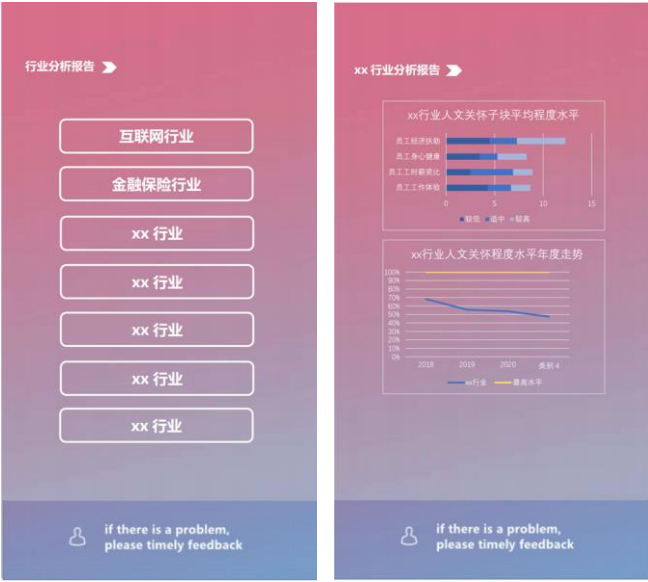 行业分析报告
互联网行业
金融保险行业
xx 行业
xx 行业
xx 行业
xx 行业
xx 行业
if there is a problem,
please timely feedback
xx 行业分析报告
xx行业人文关怀子块平均程度水平
员工经济扶助
员工身心健康
员工工时薪资比
员工工作体验
0 5 10 15
较低 适中 较高
xx行业人文关怀程度水平年度走势
100%
90%
80%
70%
60%
50%
40%
30%
20%
10%
0%
2018 2019 2020 类别 4
xx行业 最高水平
if there is a problem,
please timely feedback